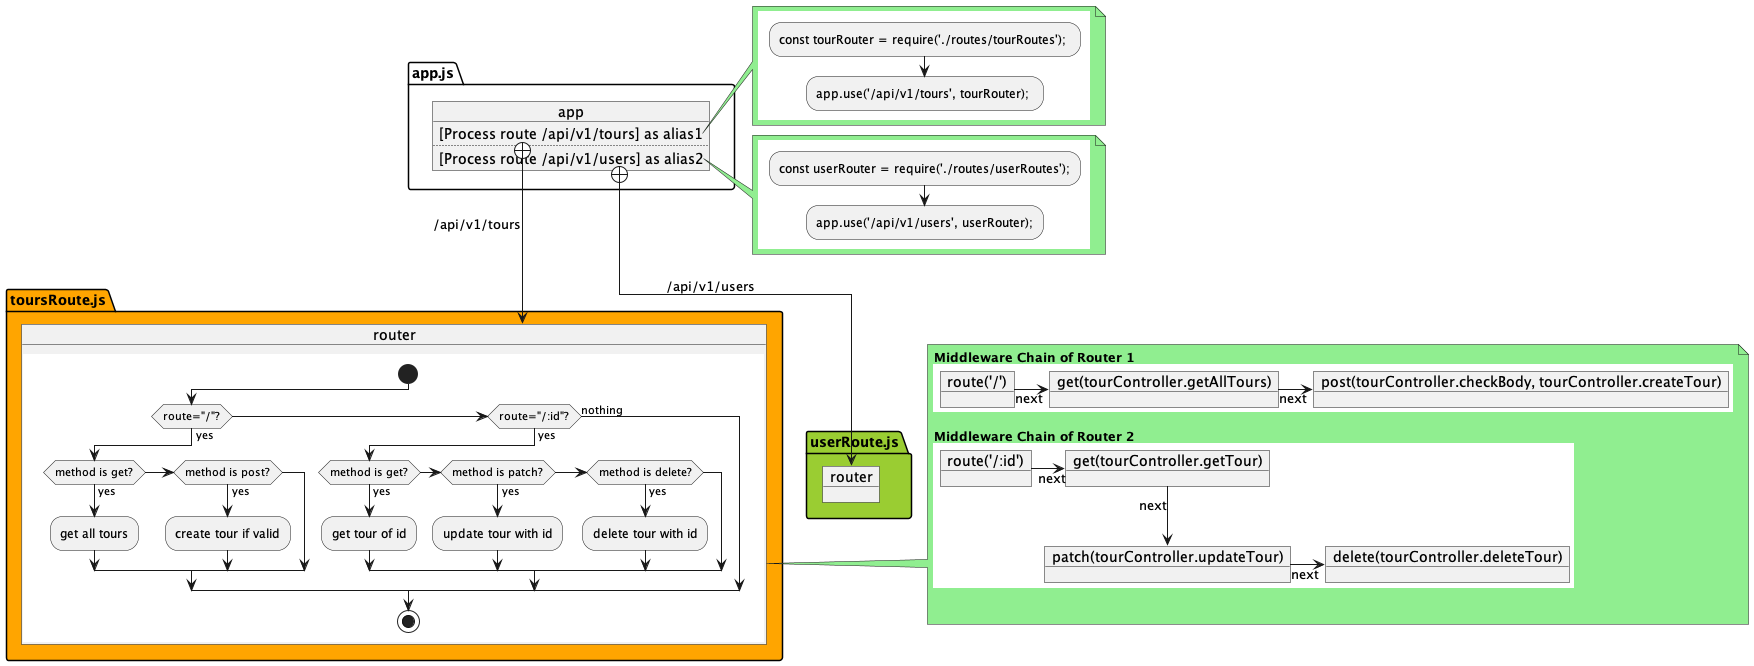 const tourRouter = require('./routes/tourRoutes');
app.use('/api/v1/tours', tourRouter);
app.js
app
[Process route /api/v1/tours] as alias1
[Process route /api/v1/users] as alias2
const userRouter = require('./routes/userRoutes');
app.use('/api/v1/users', userRouter);
/api/v1/tours
/api/v1/users
toursRoute.js
router
route="/"?
route="/:id"?
nothing
yes
yes
method is get?
method is post?
method is get?
method is patch?
method is delete?
yes
yes
yes
yes
yes
get all tours
create tour if valid
get tour of id
update tour with id
delete tour with id
userRoute.js
router
Middleware Chain of Router 1
route('/')
next
get(tourController.getAllTours)
next
post(tourController.checkBody, tourController.createTour)
Middleware Chain of Router 2
route('/:id')
next
get(tourController.getTour)
next
patch(tourController.updateTour)
next
delete(tourController.deleteTour)